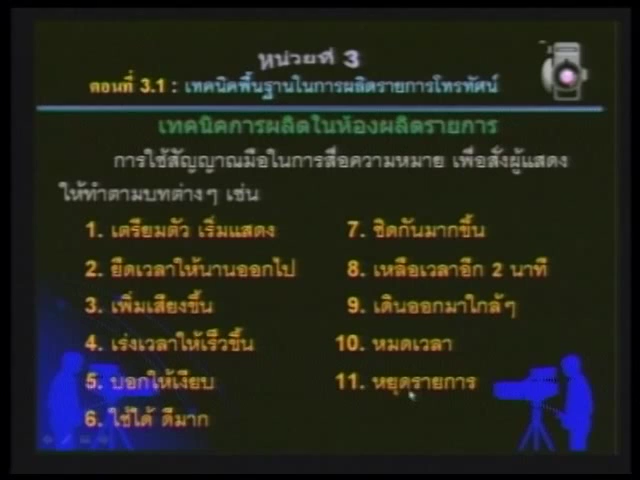 หน่วยที่ 3
ตอนที่ 3.1 : เทคนิคพื้นฐานในการผลิตรายการโทรทัศน์
เทคนิคการผลิตในห้องผลิตรายการ
การใช้สัญญาณมือในการสื่อความหมาย เพื่อสั่งผู้แสดง
ให้ทำตามบทต่างๆ เช่น
1. เตรียมตัว เริ่มแสดง
2. ยืดเวลาให้นานออกไป
3. เพิ่มเสียงขึ้น
4. เร่งเวลาให้เร็วขึ้น
5. บอกให้เงียบ
6. ใช้ได้ ดีมาก
7. ชิดกันมากขึ้น
8. เหลือเวลาอีก 2 นาที
9. เดินออกมาใกล้ๆ
10. หมดเวลา
11. หยุดรายการ